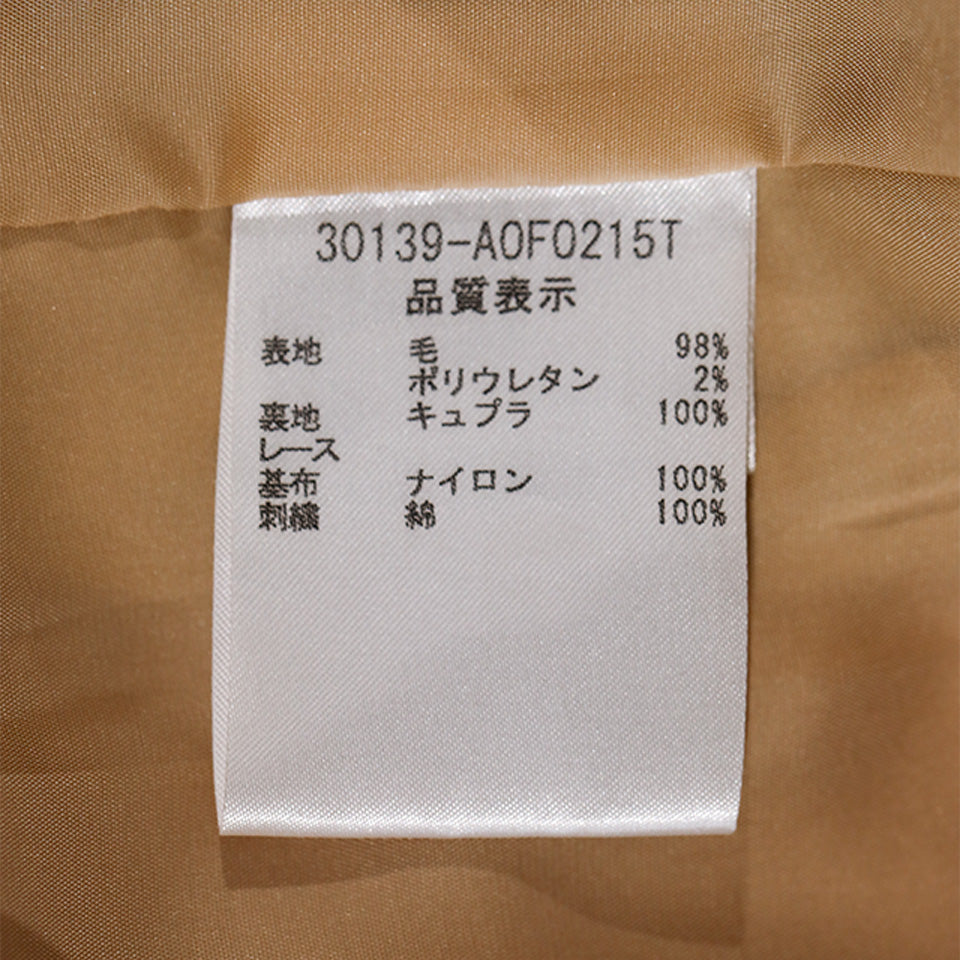 30139-A0F0215T
品質表示
表地 毛 98%
ポリウレタン 2%
裏地 キュプラ 100%
レース
基布 ナイロン 100%
刺繍 綿 100%